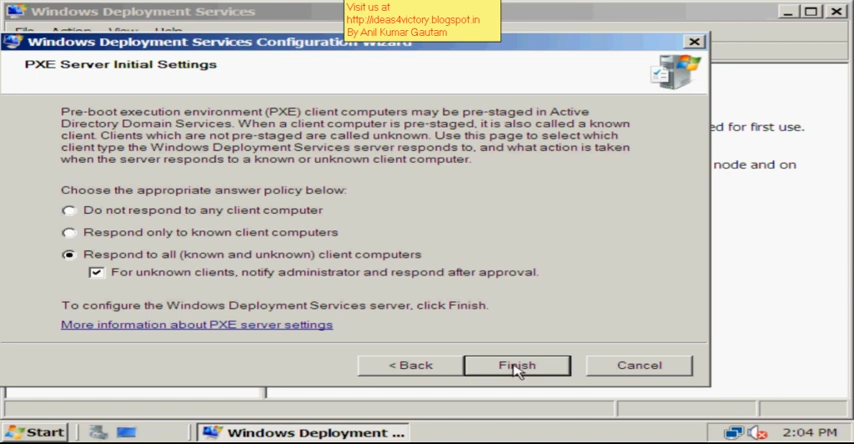 Windows Deployment Services
Visit us at
http://ideas4victory.blogspot.in
By Anil Kumar Gautam
File Action View Help
Windows Deployment Services Configuration Wizard
PXE Server Initial Settings
Pre-boot execution environment (PXE) client computers may be pre-staged in Active
Directory Domain Services. When a client computer is pre-staged, it is also called a known
client. Clients which are not pre-staged are called unknown. Use this page to select which
client type the Windows Deployment Services server responds to, and what action is taken
when the server responds to a known or unknown client computer.
ed for first use.
node and on
Choose the appropriate answer policy below:
Do not respond to any client computer
Respond only to known client computers
Respond to all (known and unknown) client computers
For unknown clients, notify administrator and respond after approval.
To configure the Windows Deployment Services server, click Finish.
More information about PXE server settings
< Back Finish Cancel
Start Windows Deployment ... 2:04 PM